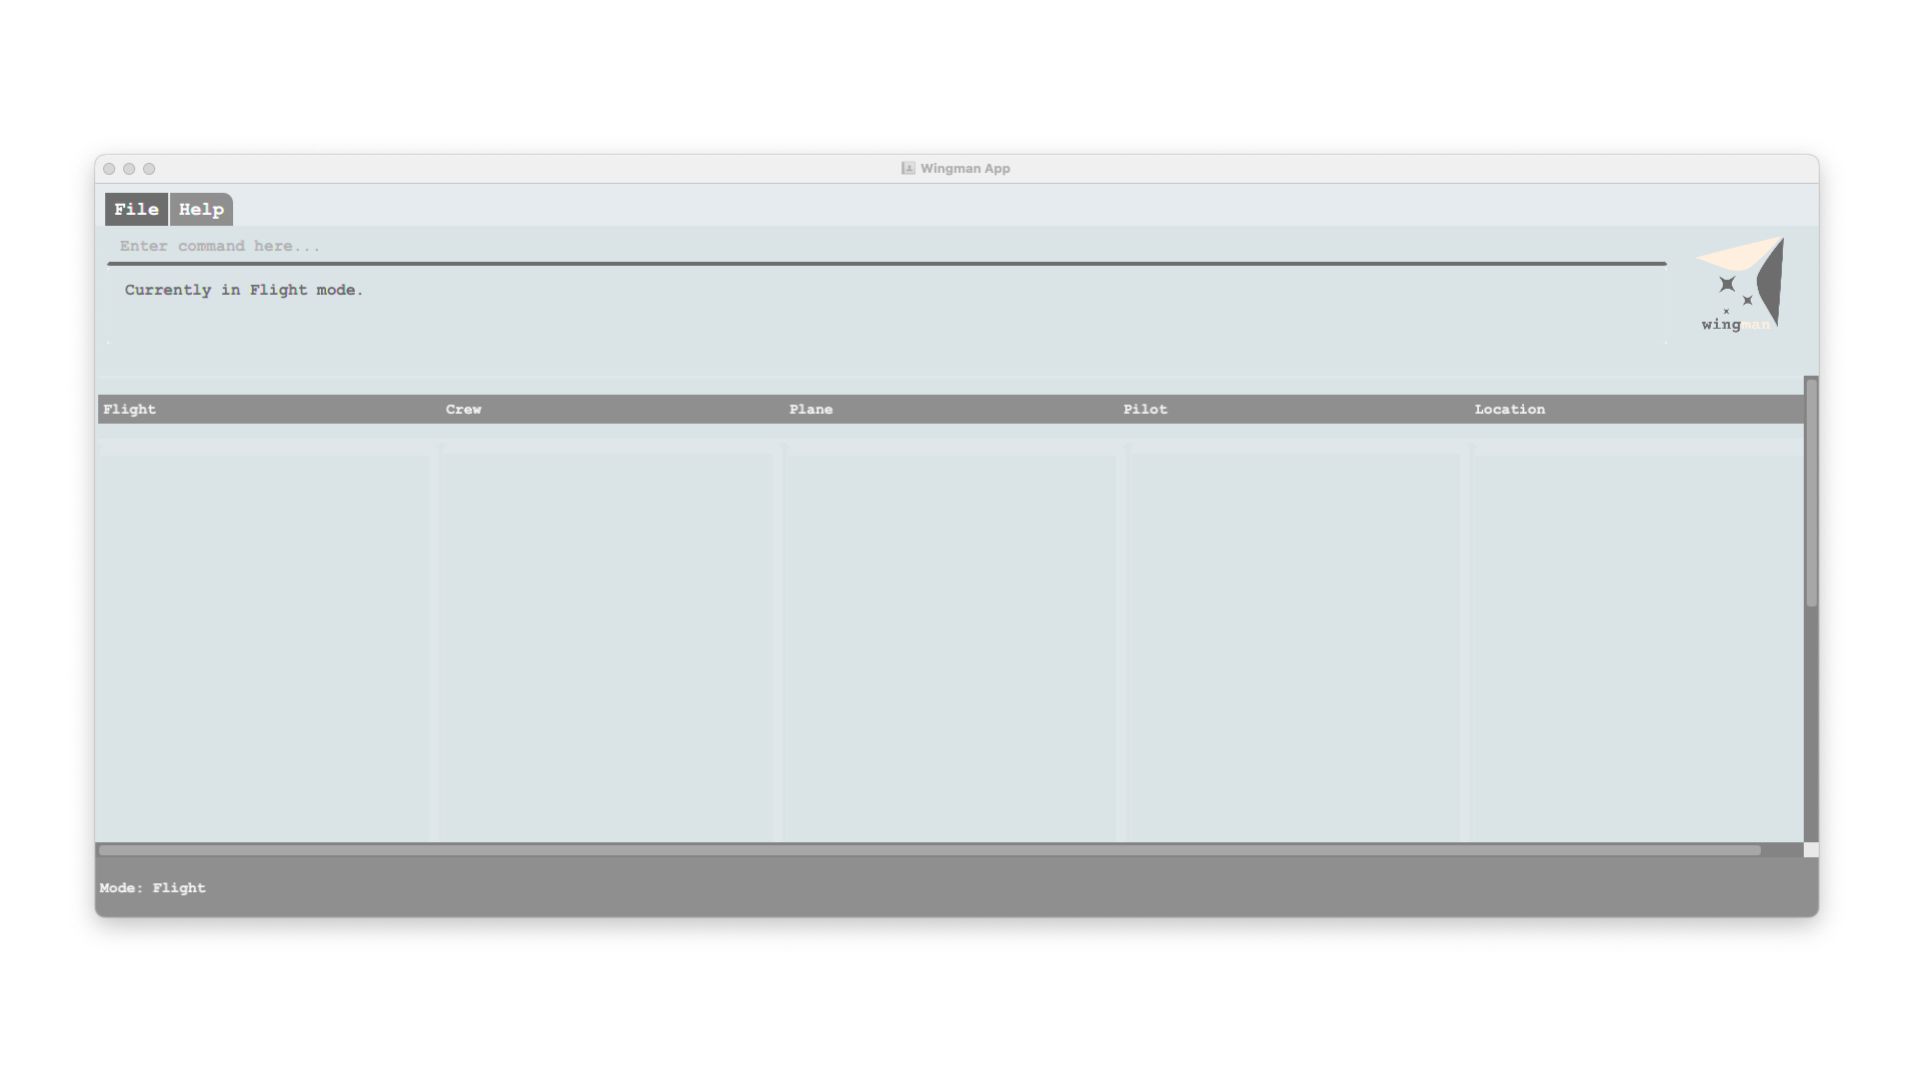 Wingman App
File Help
Enter command here...
Currently in Flight mode.
wingman
Flight Crew Plane Pilot Location
Mode: Flight